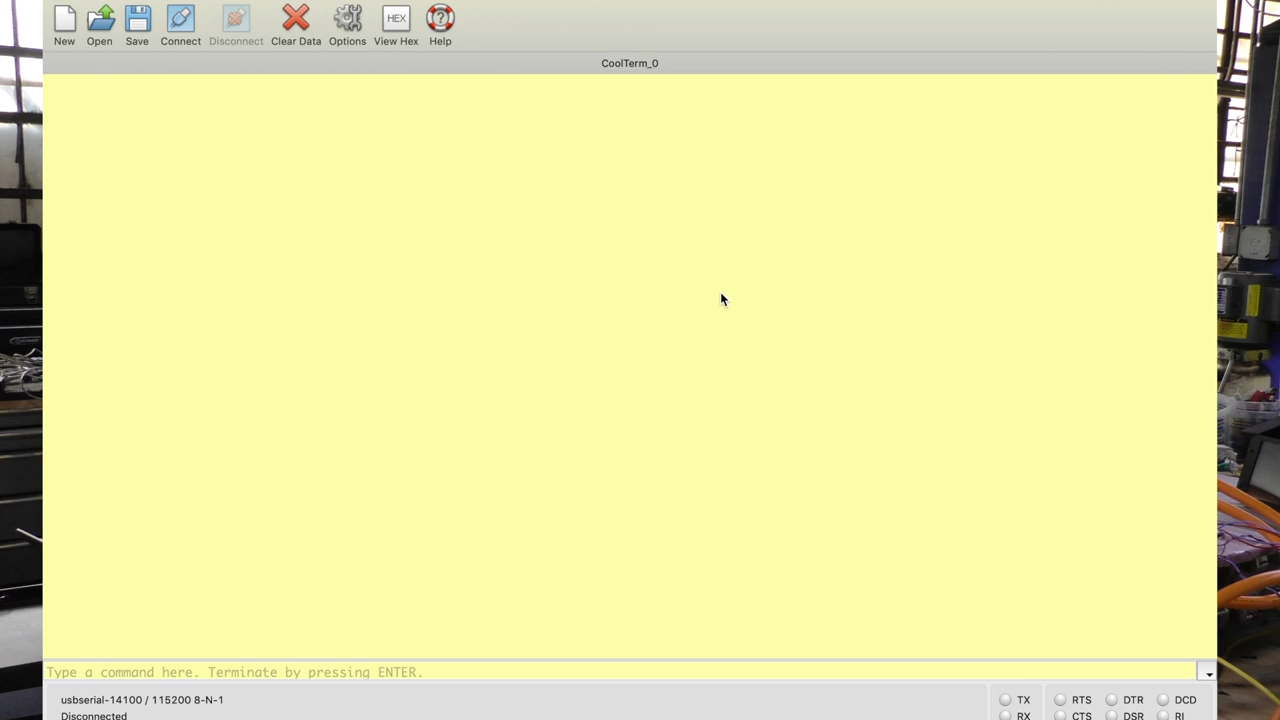 New Open Save Connect Disconnect Clear Data Options HEX View Hex Help
CoolTerm_0
Type a command here. Terminate by pressing ENTER.
usbserial-14100 / 115200 8-N-1
Disconnected
TX RTS DTR DCD
RX CTS DSR RI